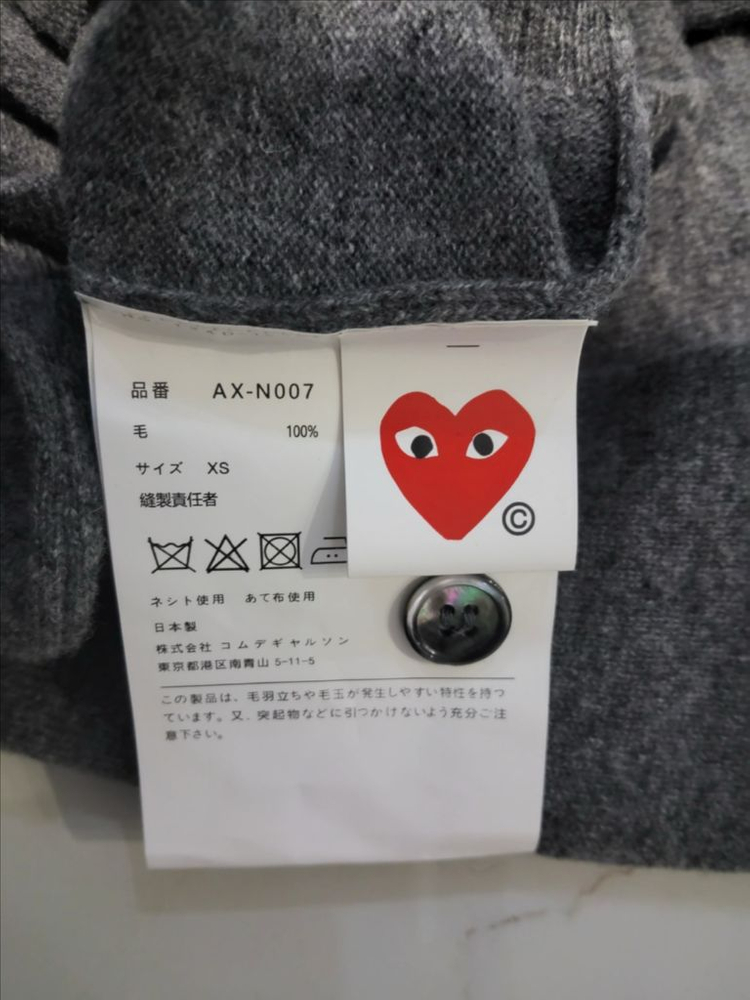 品番 AX-N007
毛 100%
サイズ XS
縫製責任者
©
ネシト使用 あて布使用
日本製
株式会社 コムデギャルソン
東京都港区南青山 5-11-5
この製品は、毛羽立ちや毛玉が発生しやすい特性を持つ
ています。又、突起物などに引つかけないよう充分ご注
意下さい。